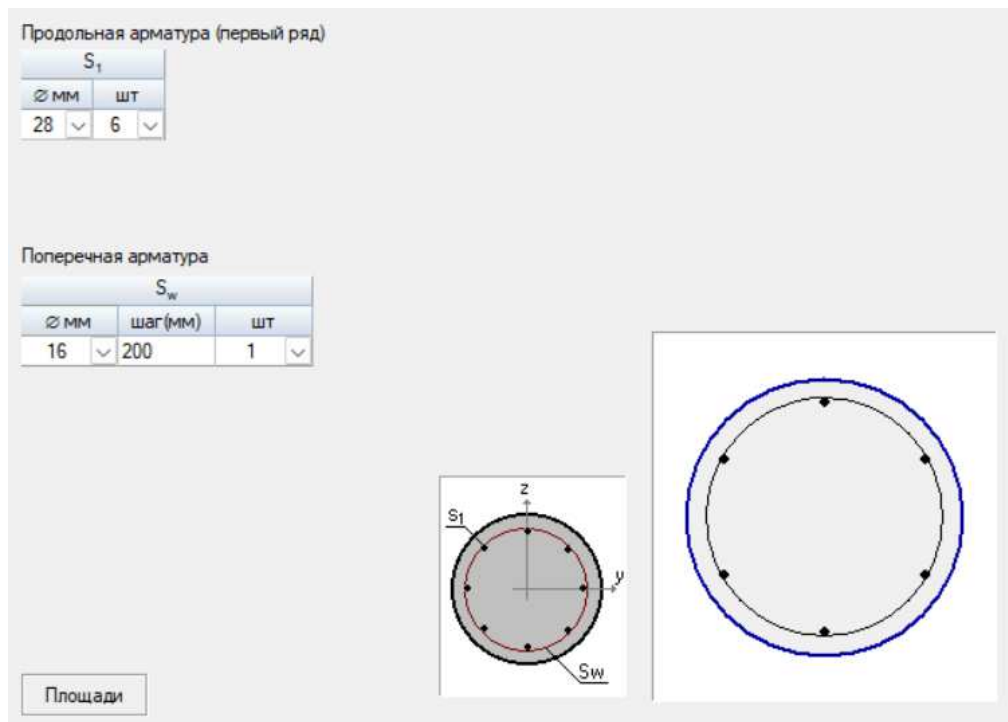 Продольная арматура (первый ряд)
S₁
∅ мм шт
28 6
Поперечная арматура
Sw
∅ мм шаг(мм) шт
16 200 1
z
S1
y
Sw
Площади